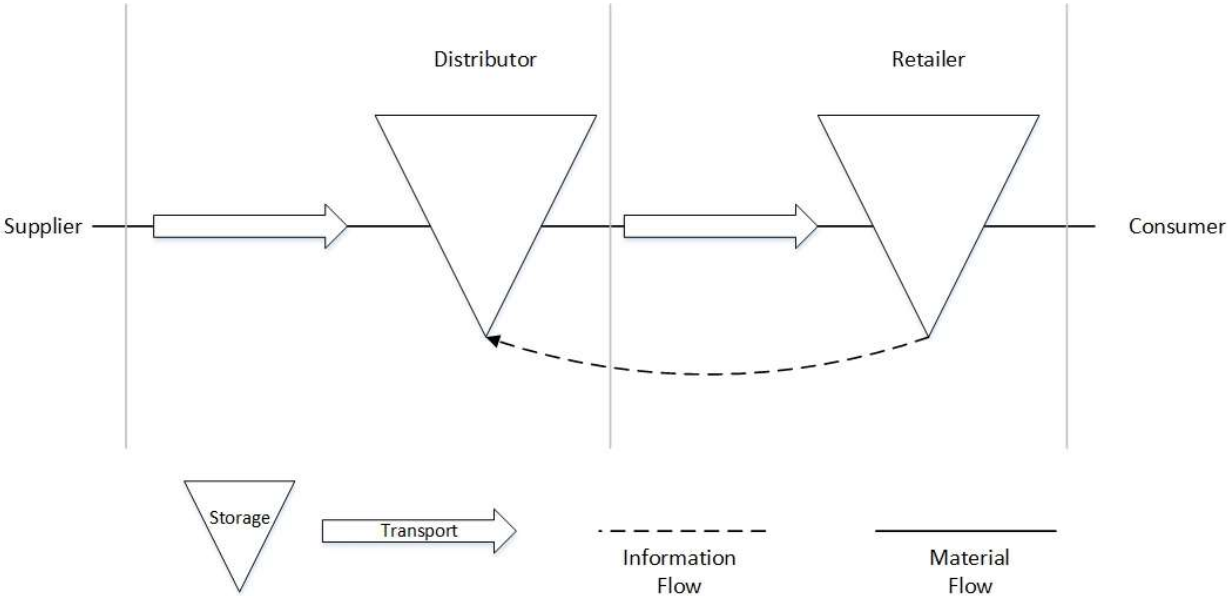 Distributor
Retailer
Supplier
Consumer
Storage
Transport
Information
Flow
Material
Flow